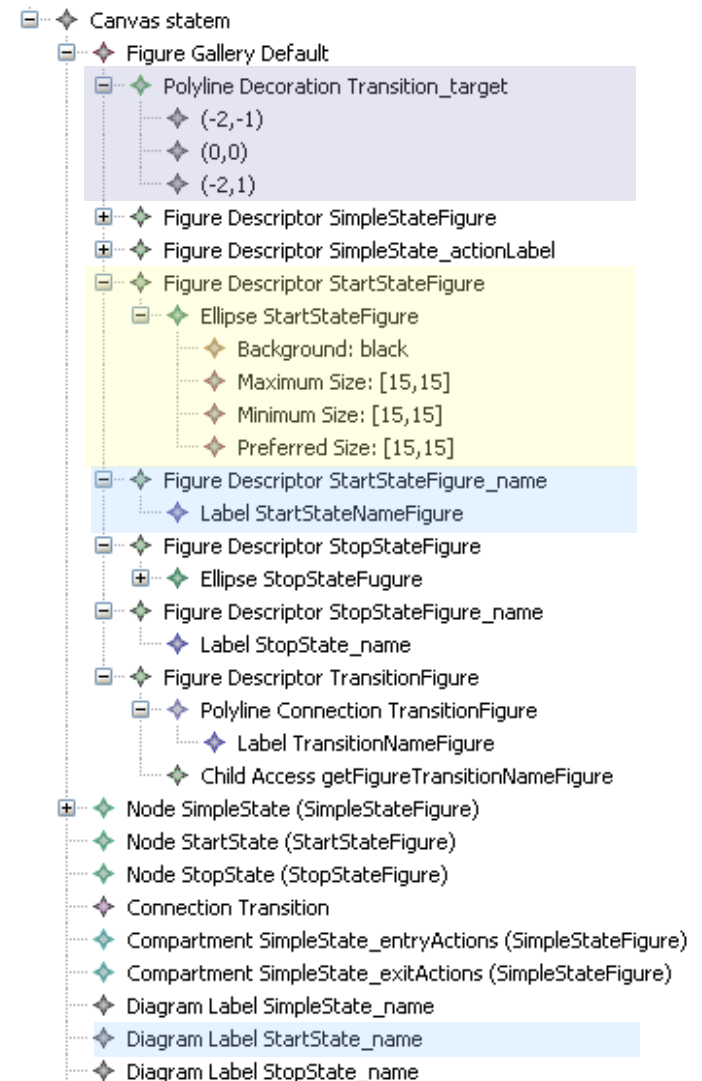 Canvas statem
Figure Gallery Default
Polyline Decoration Transition_target
(-2,-1)
(0,0)
(-2,1)
Figure Descriptor SimpleStateFigure
Figure Descriptor SimpleState_actionLabel
Figure Descriptor StartStateFigure
Ellipse StartStateFigure
Background: black
Maximum Size: [15,15]
Minimum Size: [15,15]
Preferred Size: [15,15]
Figure Descriptor StartStateFigure_name
Label StartStateNameFigure
Figure Descriptor StopStateFigure
Ellipse StopStateFugure
Figure Descriptor StopStateFigure_name
Label StopState_name
Figure Descriptor TransitionFigure
Polyline Connection TransitionFigure
Label TransitionNameFigure
Child Access getFigureTransitionNameFigure
Node SimpleState (SimpleStateFigure)
Node StartState (StartStateFigure)
Node StopState (StopStateFigure)
Connection Transition
Compartment SimpleState_entryActions (SimpleStateFigure)
Compartment SimpleState_exitActions (SimpleStateFigure)
Diagram Label SimpleState_name
Diagram Label StartState_name
Diagram Label StopState_name